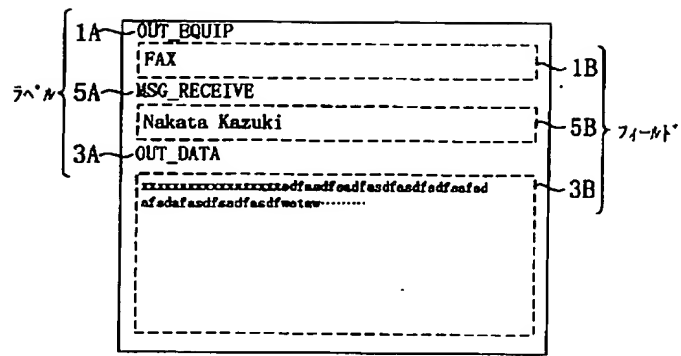 1A OUT_EQUIP
FAX 1B
ラベル 5A MSG_RECEIVE
Nakata Kazuki 5B フィールド
3A OUT_DATA
3B